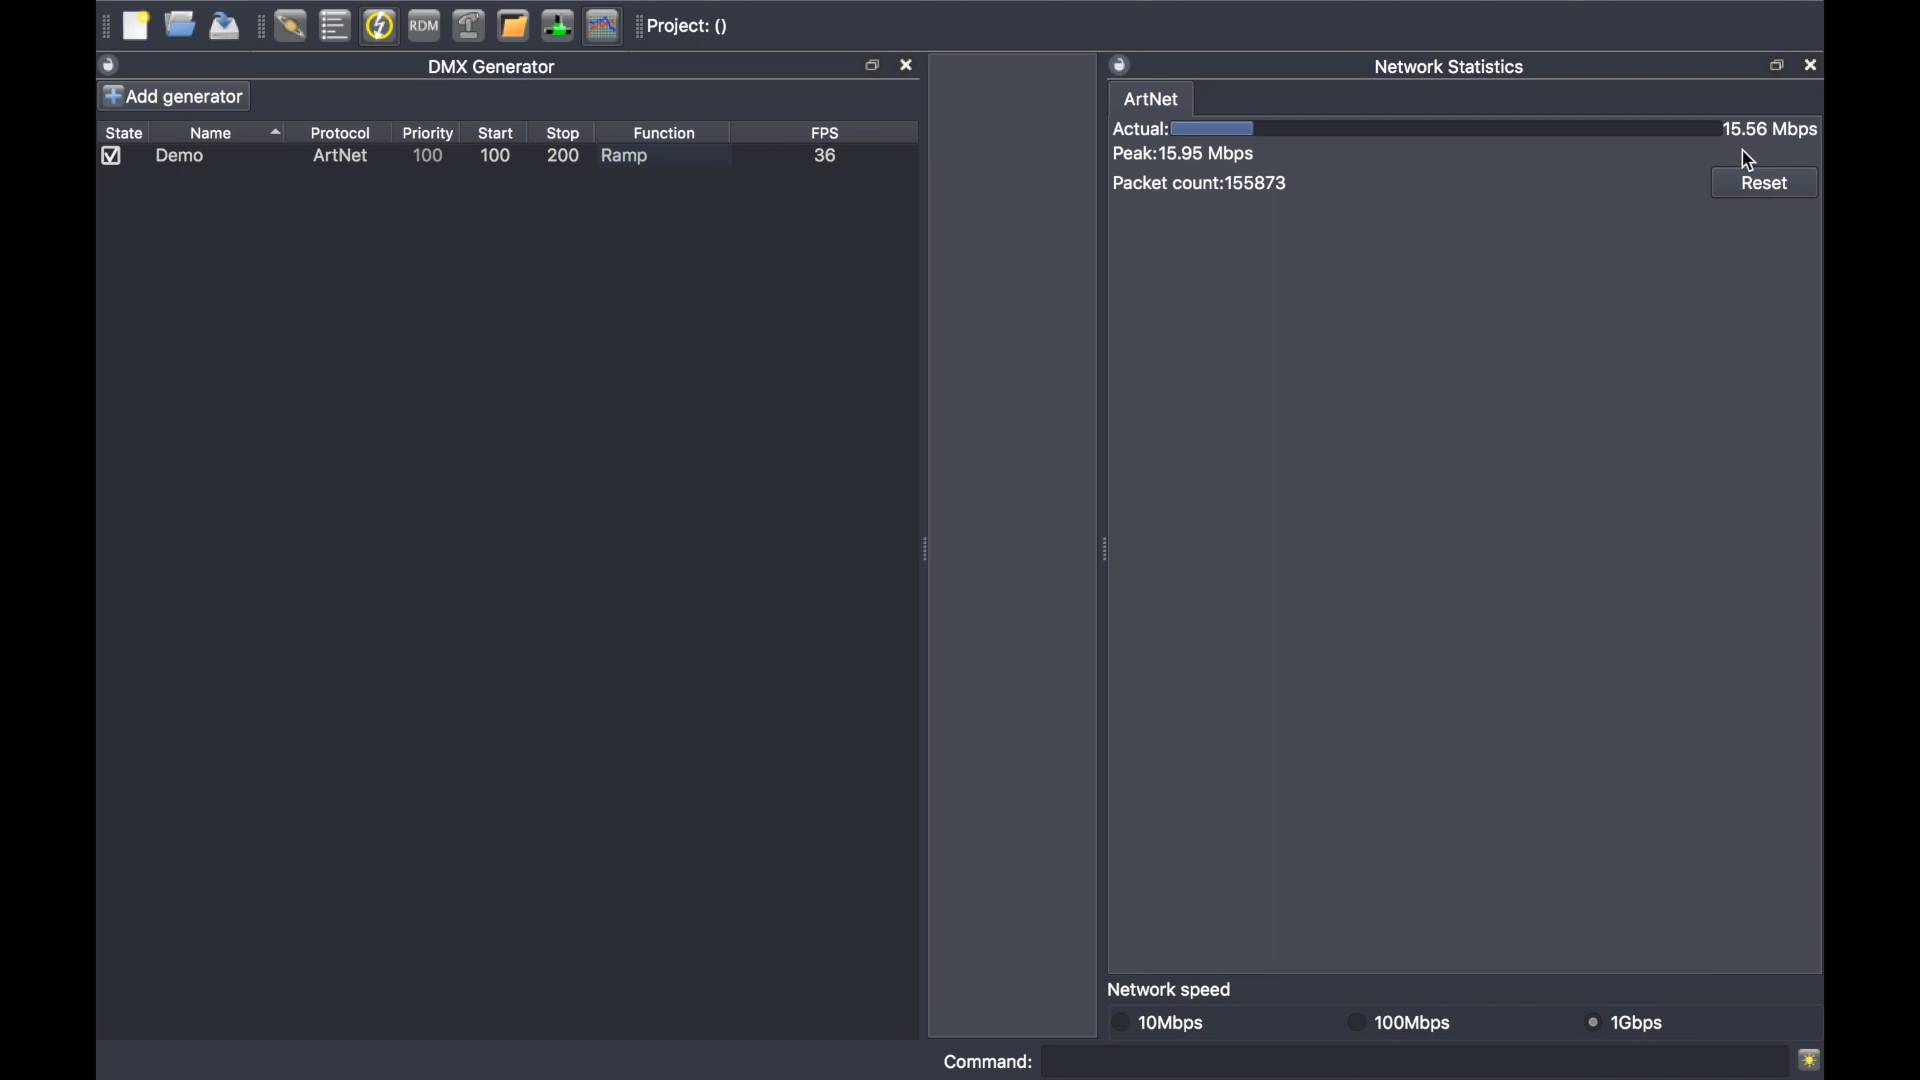 RDM
Project: ()
DMX Generator
Add generator
State Name Protocol Priority Start Stop Function FPS
Demo ArtNet 100 100 200 Ramp 36
Network Statistics
ArtNet
Actual: 15.56 Mbps
Peak:15.95 Mbps
Packet count:155873
Reset
Network speed
10Mbps 100Mbps 1Gbps
Command: